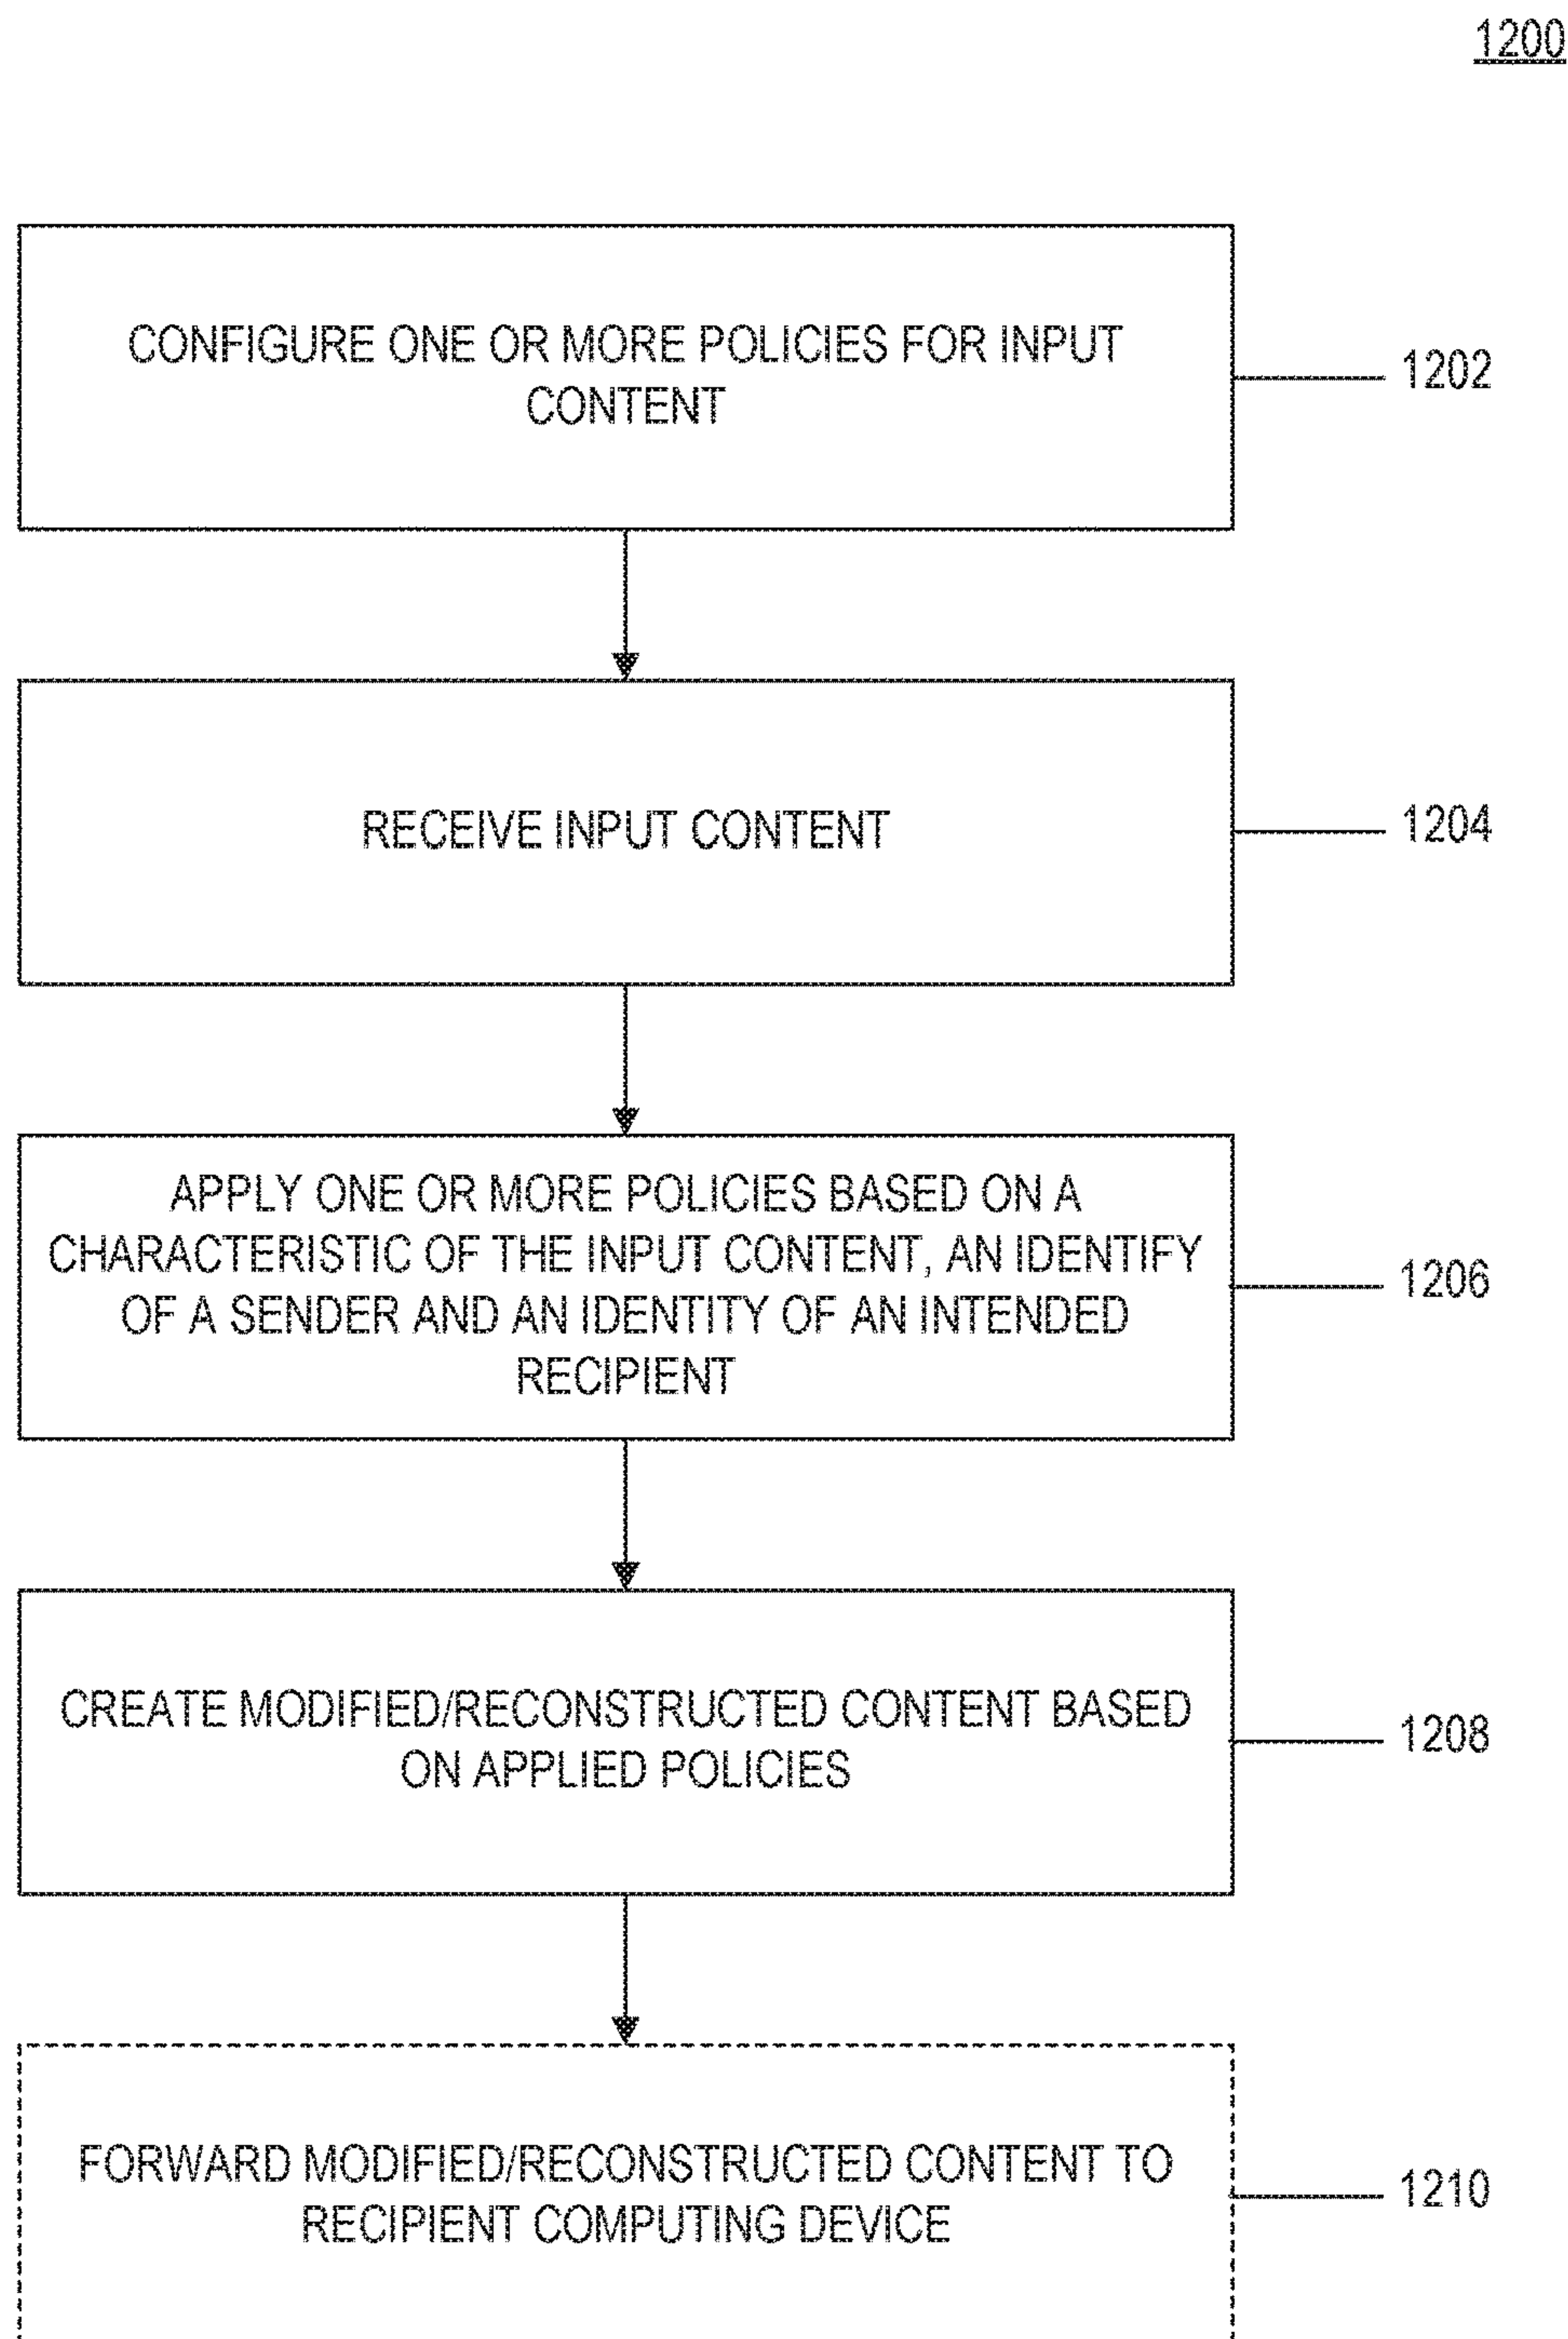 1200
CONFIGURE ONE OR MORE POLICIES FOR INPUT
CONTENT
1202
RECEIVE INPUT CONTENT
1204
APPLY ONE OR MORE POLICIES BASED ON A
CHARACTERISTIC OF THE INPUT CONTENT, AN IDENTIFY
OF A SENDER AND AN IDENTITY OF AN INTENDED
RECIPIENT
1206
CREATE MODIFIED/RECONSTRUCTED CONTENT BASED
ON APPLIED POLICIES
1208
FORWARD MODIFIED/RECONSTRUCTED CONTENT TO
RECIPIENT COMPUTING DEVICE
1210